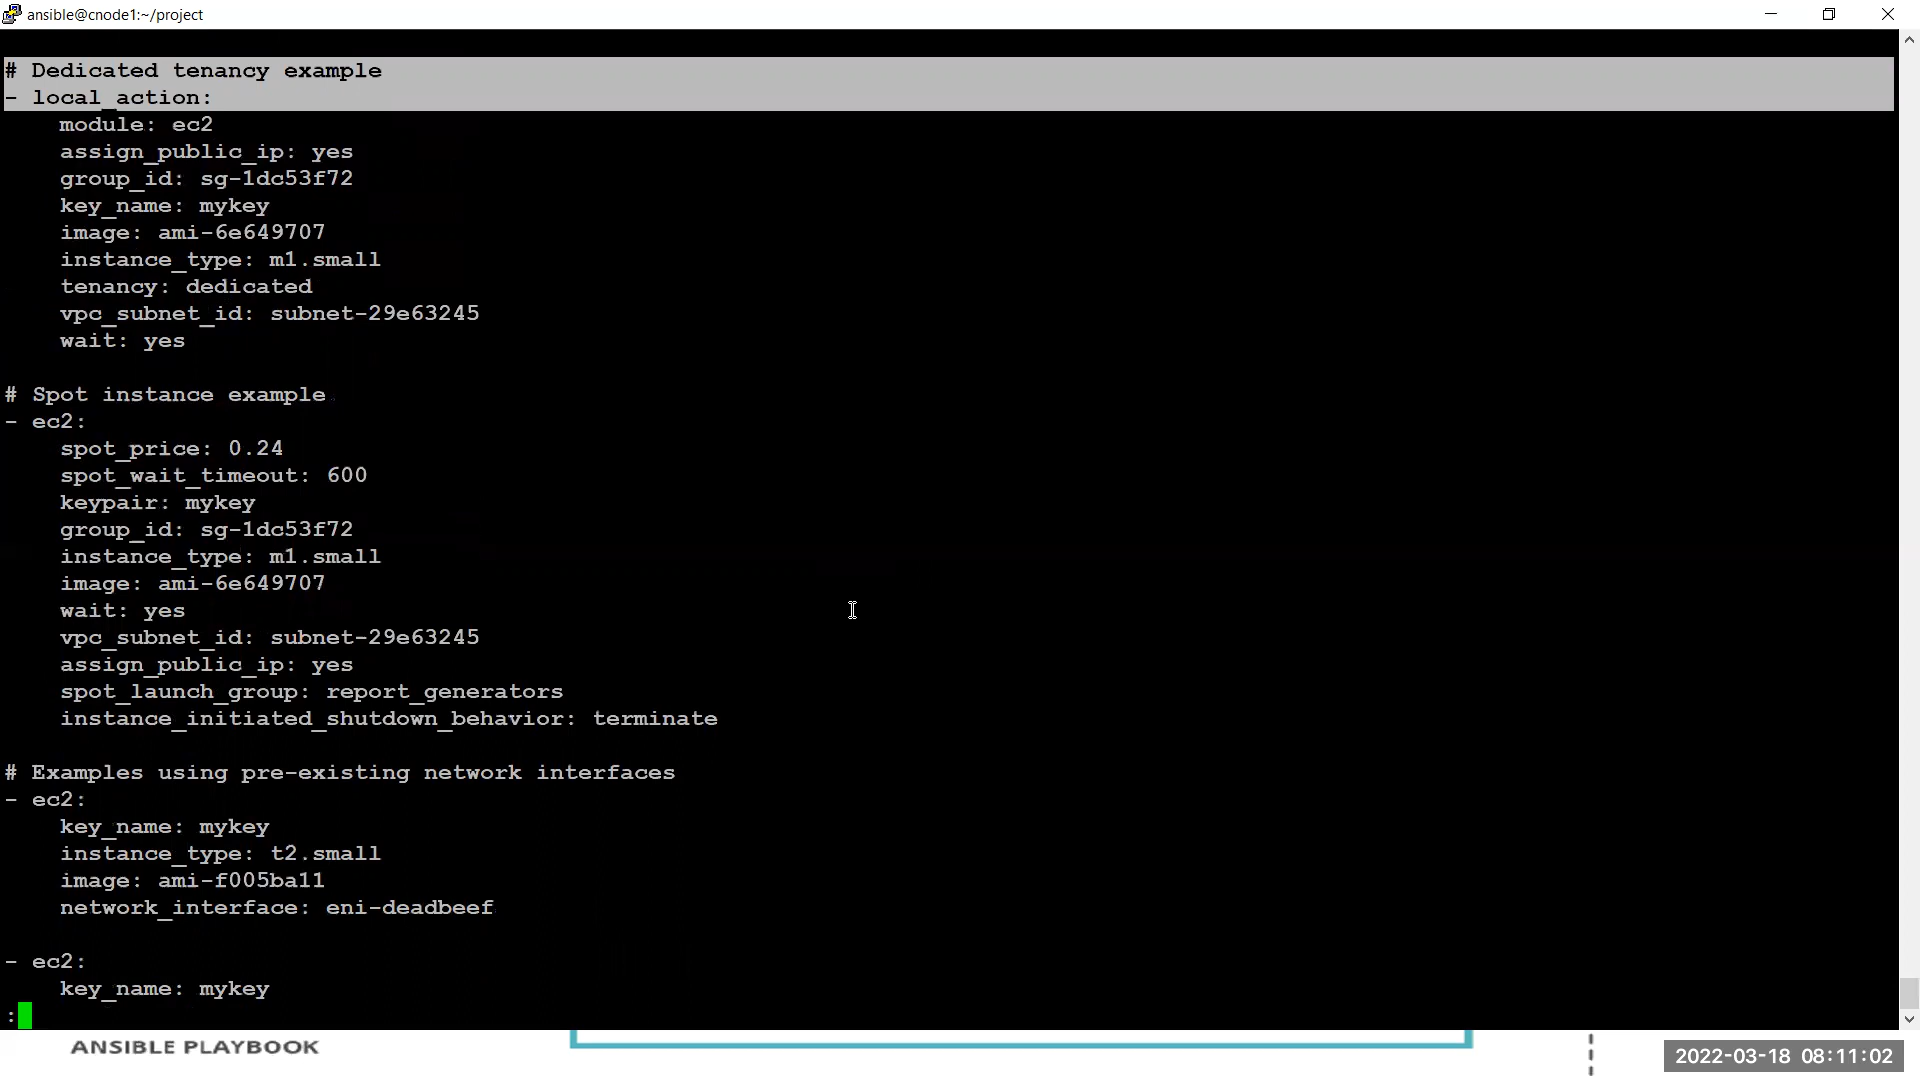 ansible@cnode1:~/project
# Dedicated tenancy example
- local_action:
module: ec2
assign_public_ip: yes
group_id: sg-1dc53f72
key_name: mykey
image: ami-6e649707
instance_type: m1.small
tenancy: dedicated
vpc_subnet_id: subnet-29e63245
wait: yes
# Spot instance example
- ec2:
spot_price: 0.24
spot_wait_timeout: 600
keypair: mykey
group_id: sg-1dc53f72
instance_type: m1.small
image: ami-6e649707
wait: yes
vpc_subnet_id: subnet-29e63245
assign_public_ip: yes
spot_launch_group: report_generators
instance_initiated_shutdown_behavior: terminate
# Examples using pre-existing network interfaces
- ec2:
key_name: mykey
instance_type: t2.small
image: ami-f005ba11
network_interface: eni-deadbeef
- ec2:
key_name: mykey
:
ANSIBLE PLAYBOOK
2022-03-18 08:11:02